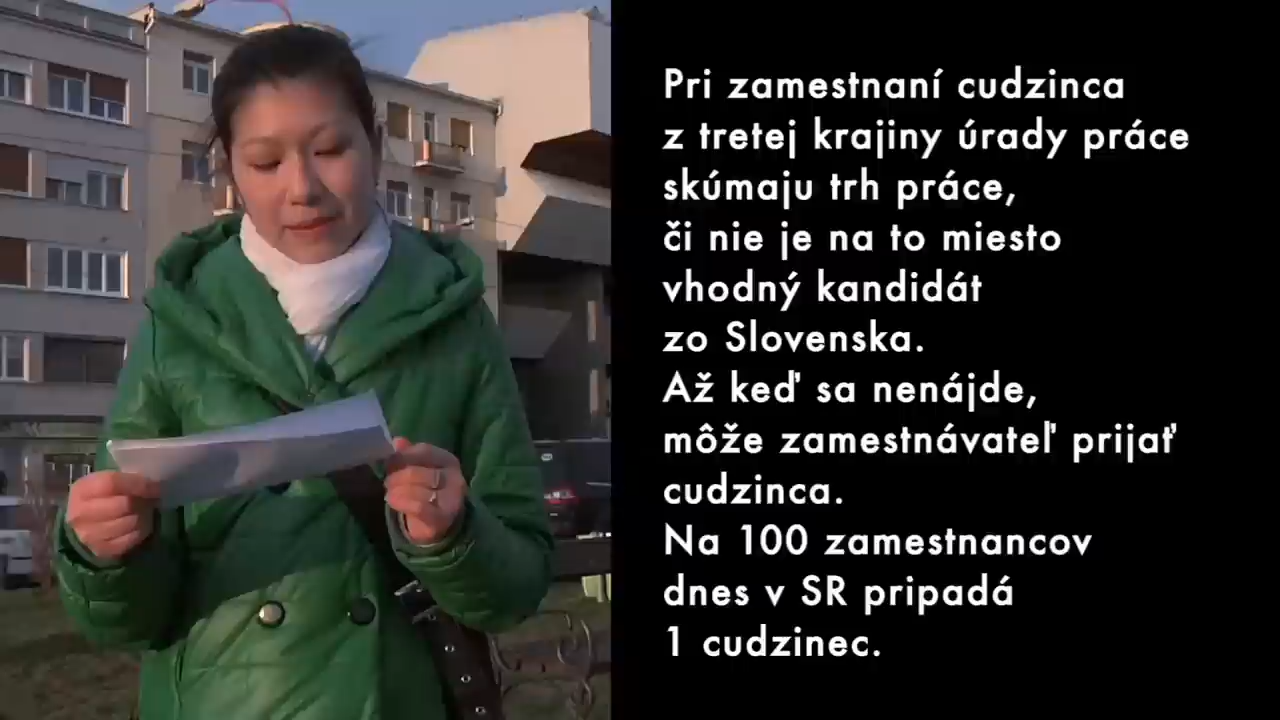 Pri zamestnaní cudzinca
z tretej krajiny úrady práce
skúmaju trh práce,
či nie je na to miesto
vhodný kandidát
zo Slovenska.
Až keď sa nenájde,
môže zamestnávateľ prijať
cudzinca.
Na 100 zamestnancov
dnes v SR pripadá
1 cudzinec.